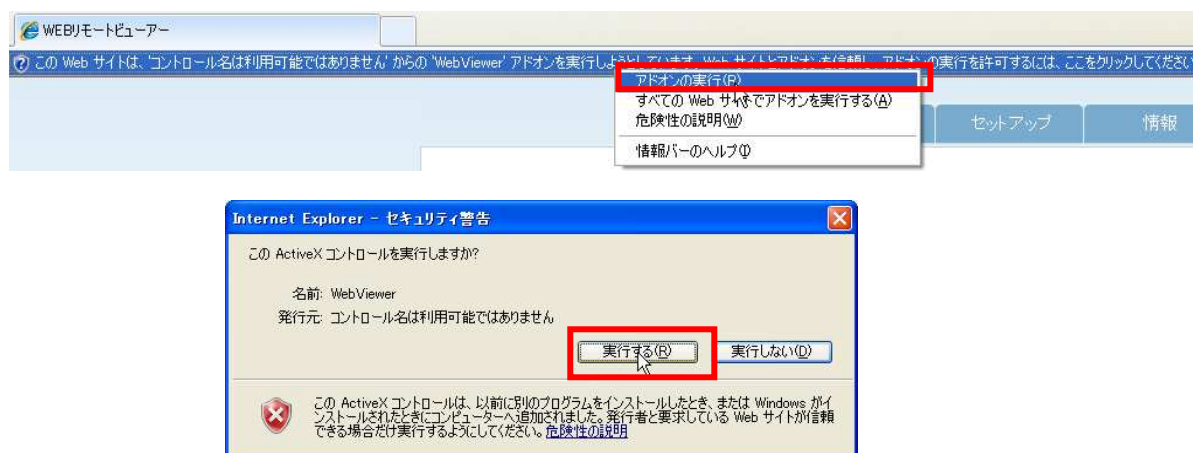 WEBリモートビューアー
この Web サイトは、'コントロール名は利用可能ではありません' からの 'WebViewer' アドオンを実行しようとしています。Web サイトとアドオンを信頼し、アドオンの実行を許可するには、ここをクリックしてください
アドオンの実行(R)
すべての Web サイトでアドオンを実行する(A)
危険性の説明(W)
情報バーのヘルプ(I)
セットアップ
情報
Internet Explorer - セキュリティ警告
この ActiveX コントロールを実行しますか?
名前: WebViewer
発行元: コントロール名は利用可能ではありません
実行する(R)
実行しない(D)
この ActiveX コントロールは、以前に別のプログラムをインストールしたとき、または Windows がイ
ンストールされたときにコンピューターへ追加されました。発行者と要求している Web サイトが信頼
できる場合だけ実行するようにしてください。危険性の説明